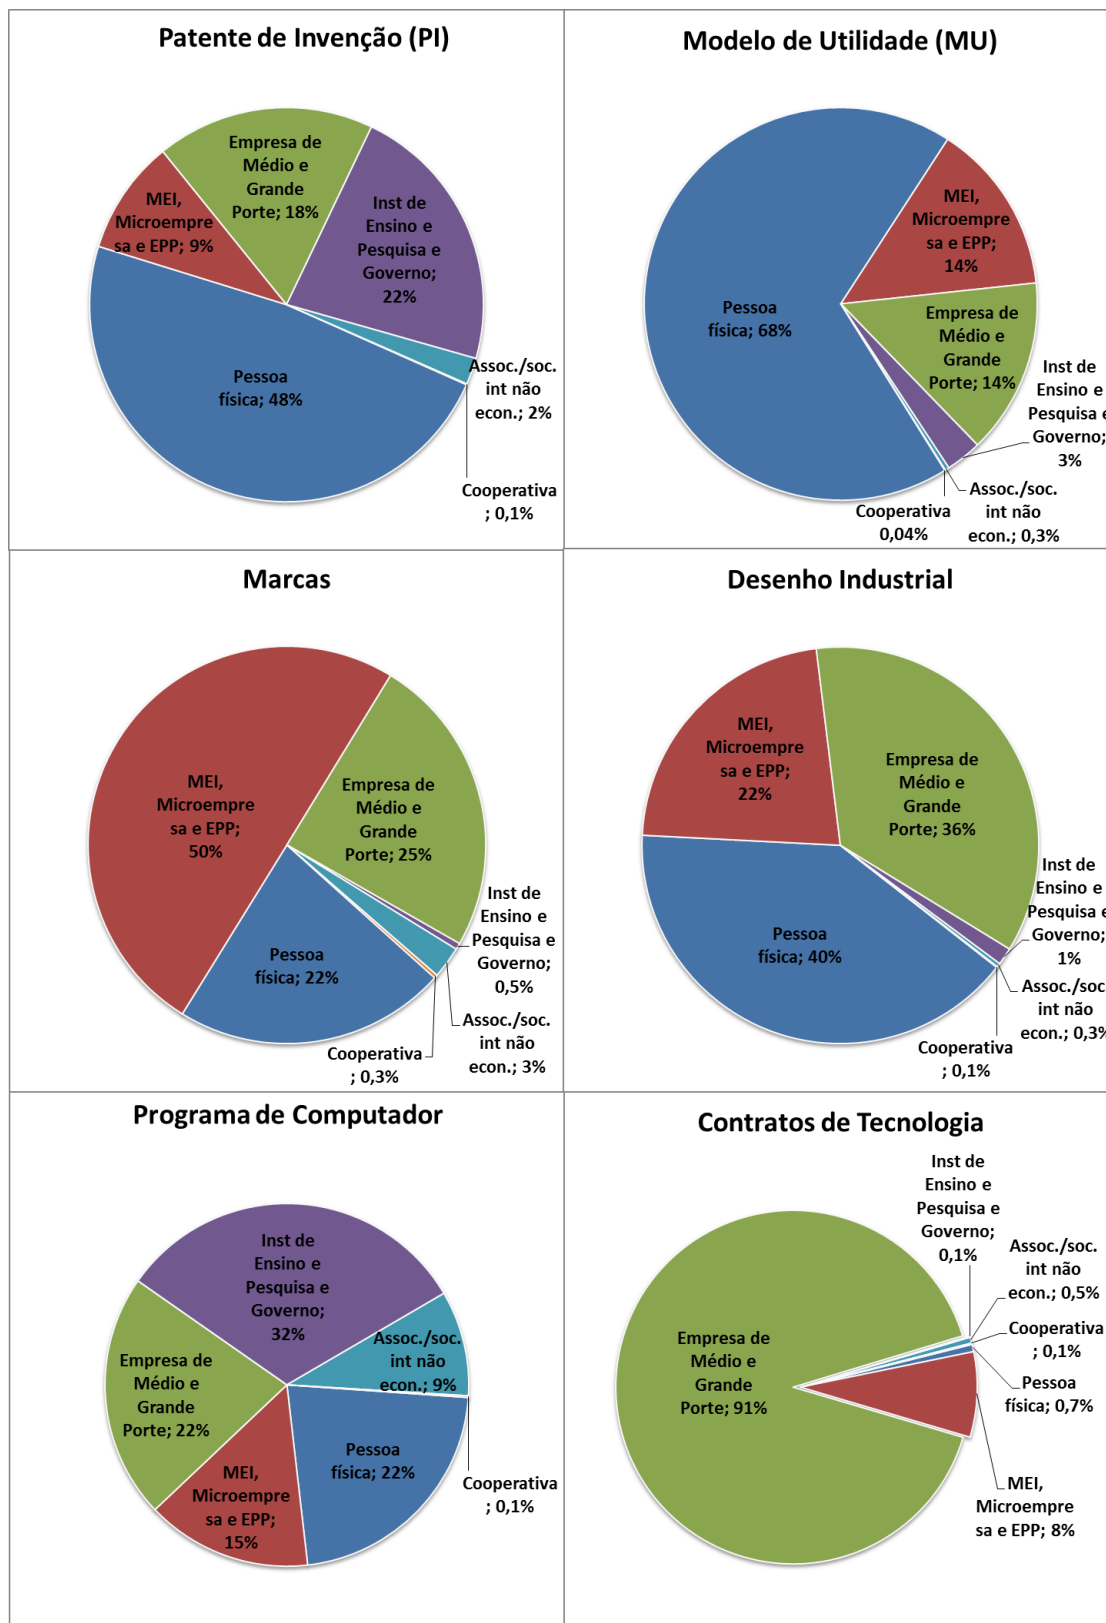 Patente de Invenção (PI)
Empresa de
Médio e
Grande
Porte; 18%
MEI,
Microempre
sa e EPP; 9%
Inst de
Ensino e
Pesquisa e
Governo;
22%
Assoc./soc.
int não
econ.; 2%
Pessoa
física; 48%
Cooperativa
; 0,1%
Modelo de Utilidade (MU)
MEI,
Microempre
sa e EPP;
14%
Pessoa
física; 68%
Empresa de
Médio e
Grande
Porte; 14%
Inst de
Ensino e
Pesquisa e
Governo;
3%
Assoc./soc.
int não
econ.; 0,3%
Cooperativa
0,04%
Marcas
MEI,
Microempre
sa e EPP;
50%
Empresa de
Médio e
Grande
Porte; 25%
Inst de
Ensino e
Pesquisa e
Governo;
0,5%
Pessoa
física; 22%
Assoc./soc.
int não
econ.; 3%
Cooperativa
; 0,3%
Desenho Industrial
MEI,
Microempre
sa e EPP;
22%
Empresa de
Médio e
Grande
Porte; 36%
Inst de
Ensino e
Pesquisa e
Governo;
1%
Pessoa
física; 40%
Assoc./soc.
int não
econ.; 0,3%
Cooperativa
; 0,1%
Programa de Computador
Inst de
Ensino e
Pesquisa e
Governo;
32%
Assoc./soc.
int não
econ.; 9%
Empresa de
Médio e
Grande
Porte; 22%
Pessoa
física; 22%
MEI,
Microempre
sa e EPP;
15%
Cooperativa
; 0,1%
Contratos de Tecnologia
Inst de
Ensino e
Pesquisa e
Governo;
0,1%
Assoc./soc.
int não
econ.; 0,5%
Cooperativa
; 0,1%
Empresa de
Médio e
Grande
Porte; 91%
Pessoa
física; 0,7%
MEI,
Microempre
sa e EPP; 8%